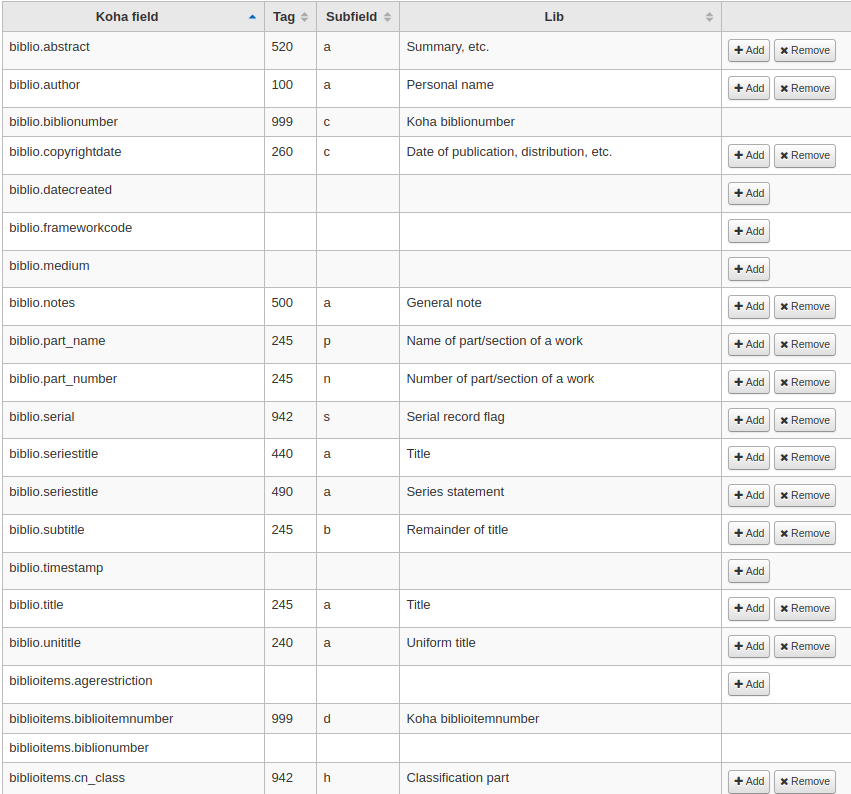 Koha field Tag Subfield Lib
biblio.abstract 520 a Summary, etc. Add Remove
biblio.author 100 a Personal name Add Remove
biblio.biblionumber 999 c Koha biblionumber
biblio.copyrightdate 260 c Date of publication, distribution, etc. Add Remove
biblio.datecreated Add
biblio.frameworkcode Add
biblio.medium Add
biblio.notes 500 a General note Add Remove
biblio.part_name 245 p Name of part/section of a work Add Remove
biblio.part_number 245 n Number of part/section of a work Add Remove
biblio.serial 942 s Serial record flag Add Remove
biblio.seriestitle 440 a Title Add Remove
biblio.seriestitle 490 a Series statement Add Remove
biblio.subtitle 245 b Remainder of title Add Remove
biblio.timestamp Add
biblio.title 245 a Title Add Remove
biblio.unititle 240 a Uniform title Add Remove
biblioitems.agerestriction Add
biblioitems.biblioitemnumber 999 d Koha biblioitemnumber
biblioitems.biblionumber
biblioitems.cn_class 942 h Classification part Add Remove